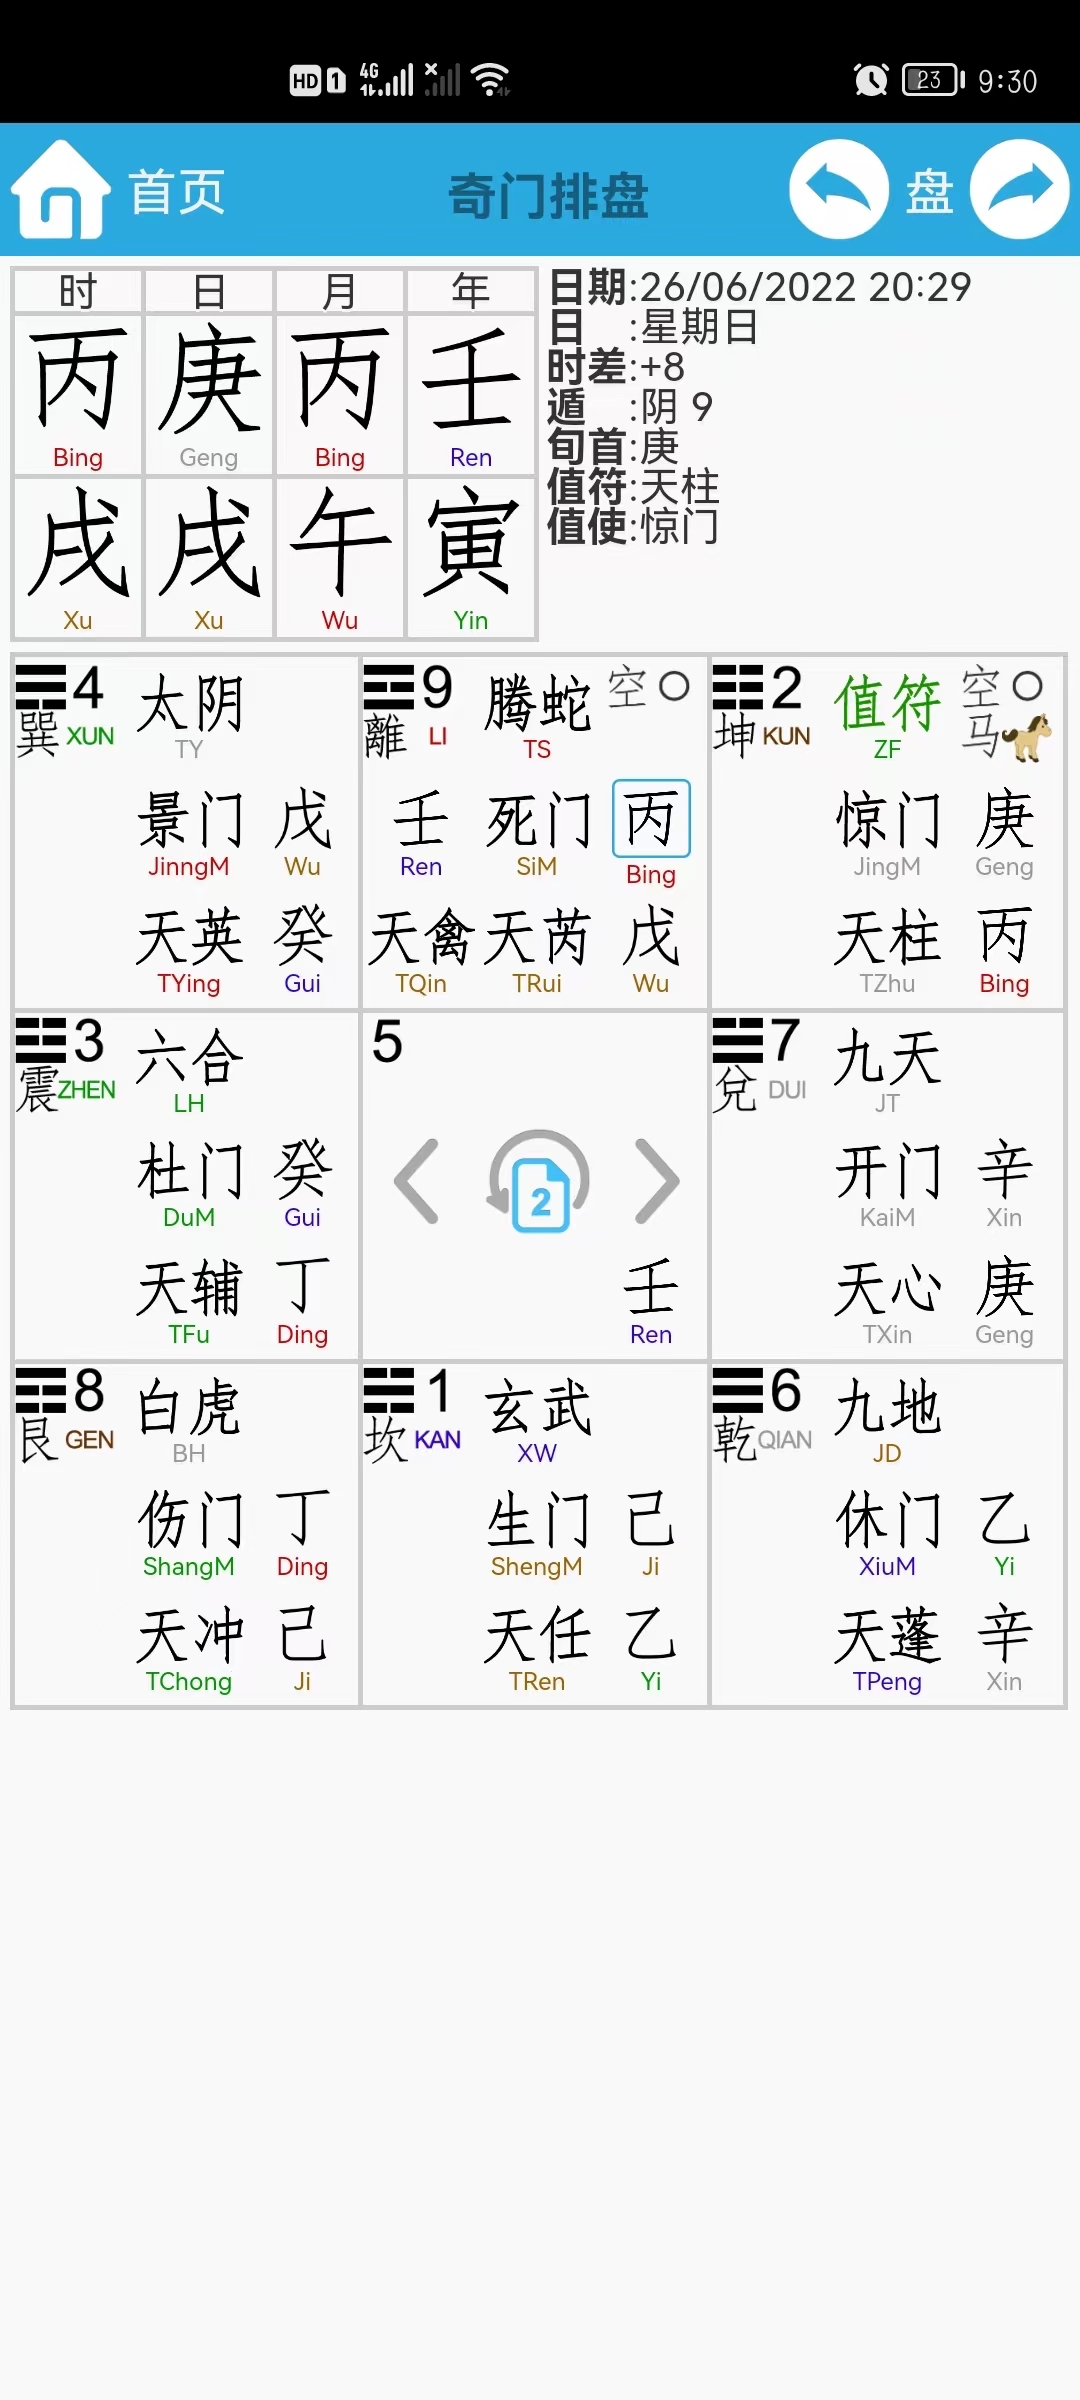 HD 1 4G 23 9:30
首页 奇门排盘 盘
时 日 月 年
丙 庚 丙 壬
Bing Geng Bing Ren
戌 戌 午 寅
Xu Xu Wu Yin
日期:26/06/2022 20:29
日 :星期日
时差:+8
遁 :阴 9
旬首:庚
值符:天柱
值使:惊门
4 太阴
巽 XUN TY
景门 戊
JinngM Wu
天英 癸
TYing Gui
9 腾蛇 空
離 LI TS
壬 死门 丙
Ren SiM Bing
天禽 天芮 戊
TQin TRui Wu
2 值符 空
坤 KUN ZF 马
惊门 庚
JingM Geng
天柱 丙
TZhu Bing
3 六合
震 ZHEN LH
杜门 癸
DuM Gui
天辅 丁
TFu Ding
5
2
壬
Ren
7 九天
兌 DUI JT
开门 辛
KaiM Xin
天心 庚
TXin Geng
8 白虎
艮 GEN BH
伤门 丁
ShangM Ding
天冲 己
TChong Ji
1 玄武
坎 KAN XW
生门 己
ShengM Ji
天任 乙
TRen Yi
6 九地
乾 QIAN JD
休门 乙
XiuM Yi
天蓬 辛
TPeng Xin